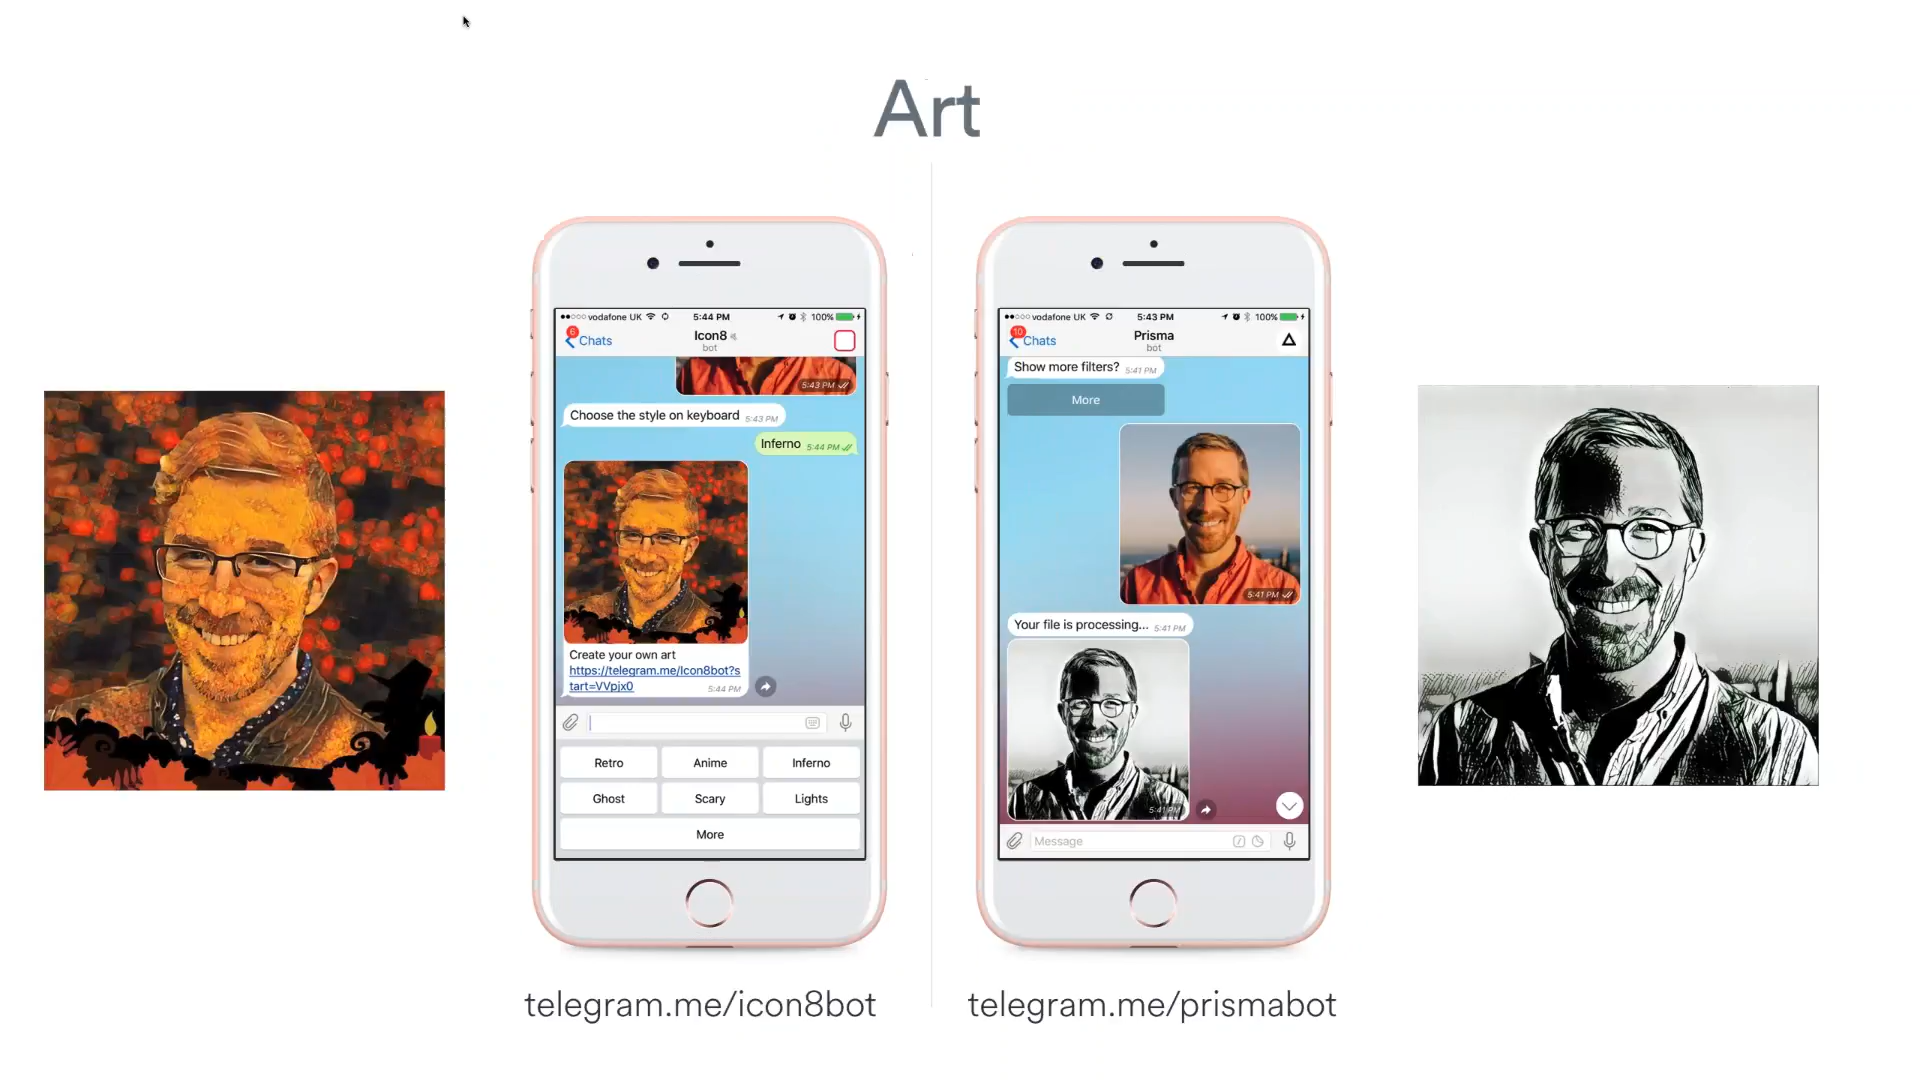 Art
vodafone UK
5:44 PM
100%
6
Chats
Icon8
bot
5:43 PM
Choose the style on keyboard 5:43 PM
Inferno 5:44 PM
Create your own art
https://telegram.me/Icon8bot?s
tart=VVpjx0 5:44 PM
Retro
Anime
Inferno
Ghost
Scary
Lights
More
telegram.me/icon8bot
vodafone UK
5:43 PM
100%
10
Chats
Prisma
bot
Show more filters? 5:41 PM
More
5:41 PM
Your file is processing... 5:41 PM
5:41 PM
Message
telegram.me/prismabot